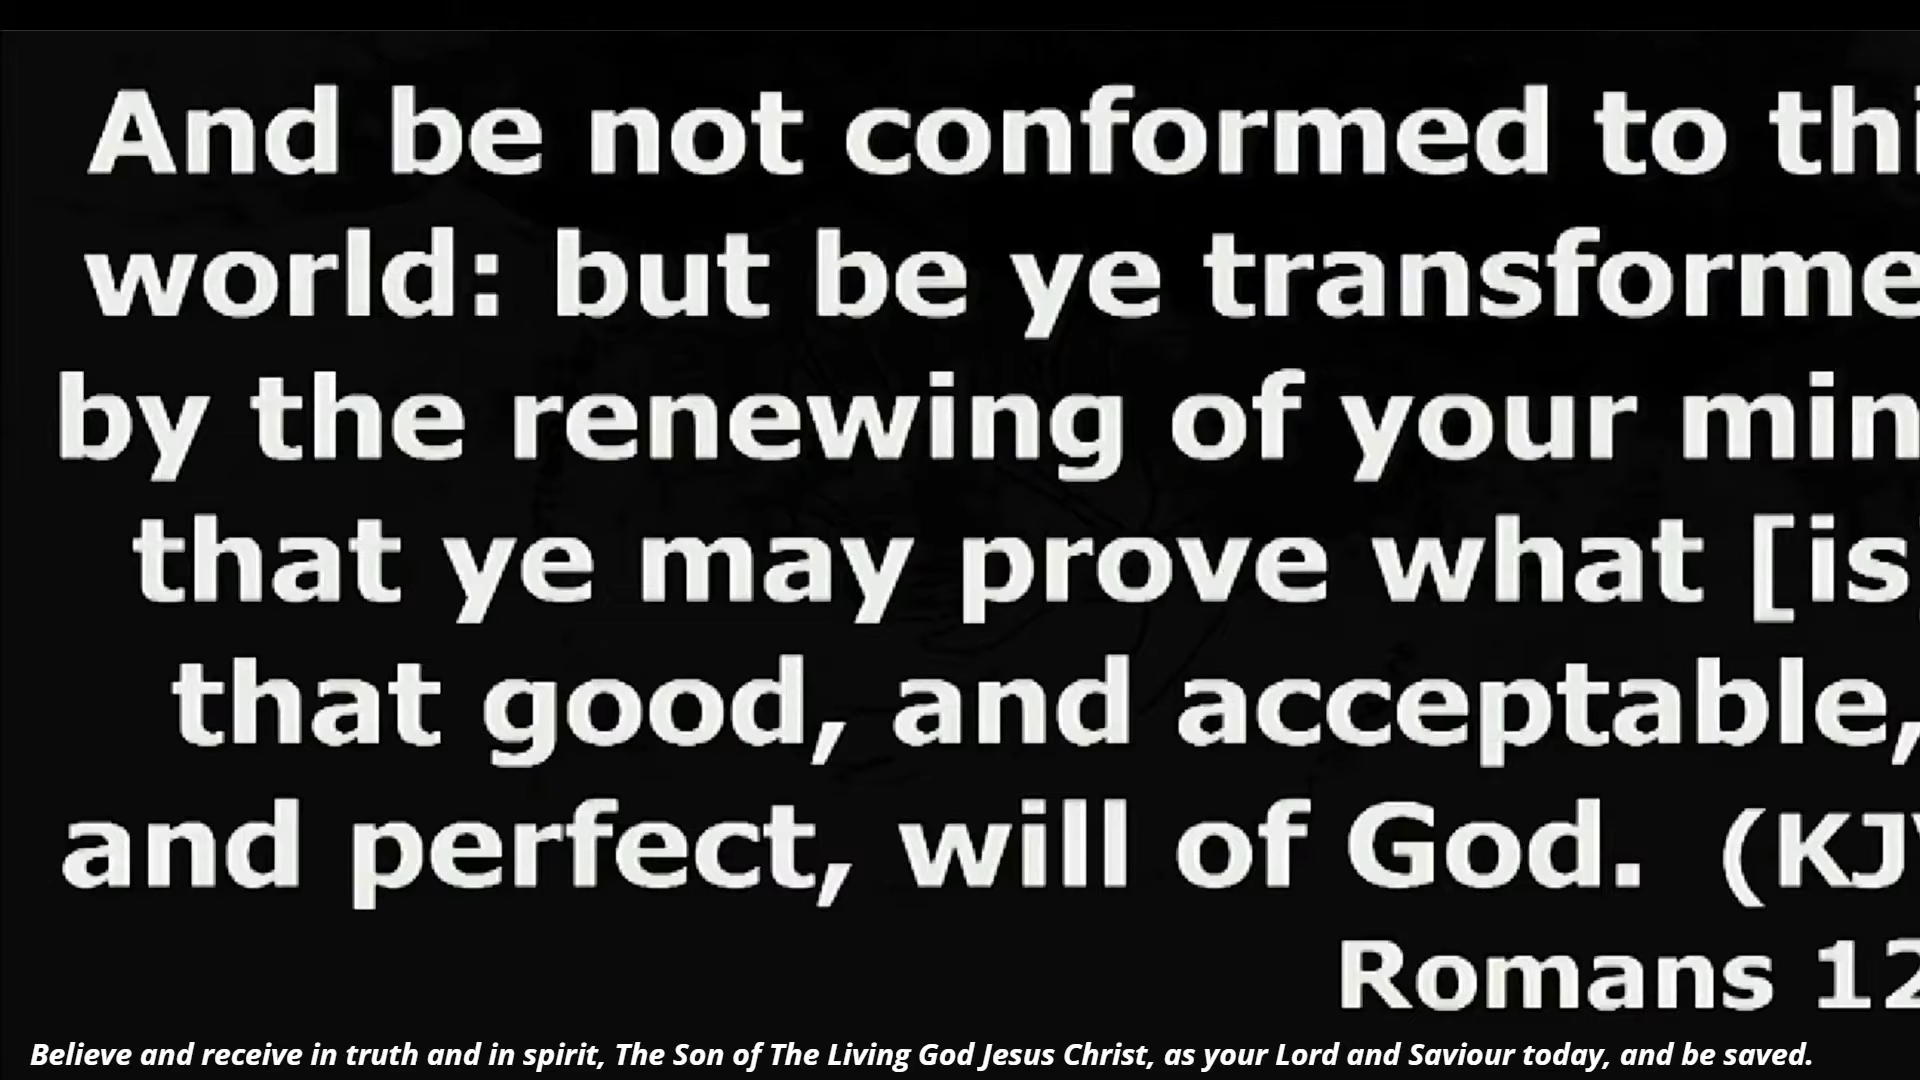 And be not conformed to thi
world: but be ye transforme
by the renewing of your min
that ye may prove what [is
that good, and acceptable,
and perfect, will of God. (KJV
Romans 12
Believe and receive in truth and in spirit, The Son of The Living God Jesus Christ, as your Lord and Saviour today, and be saved.